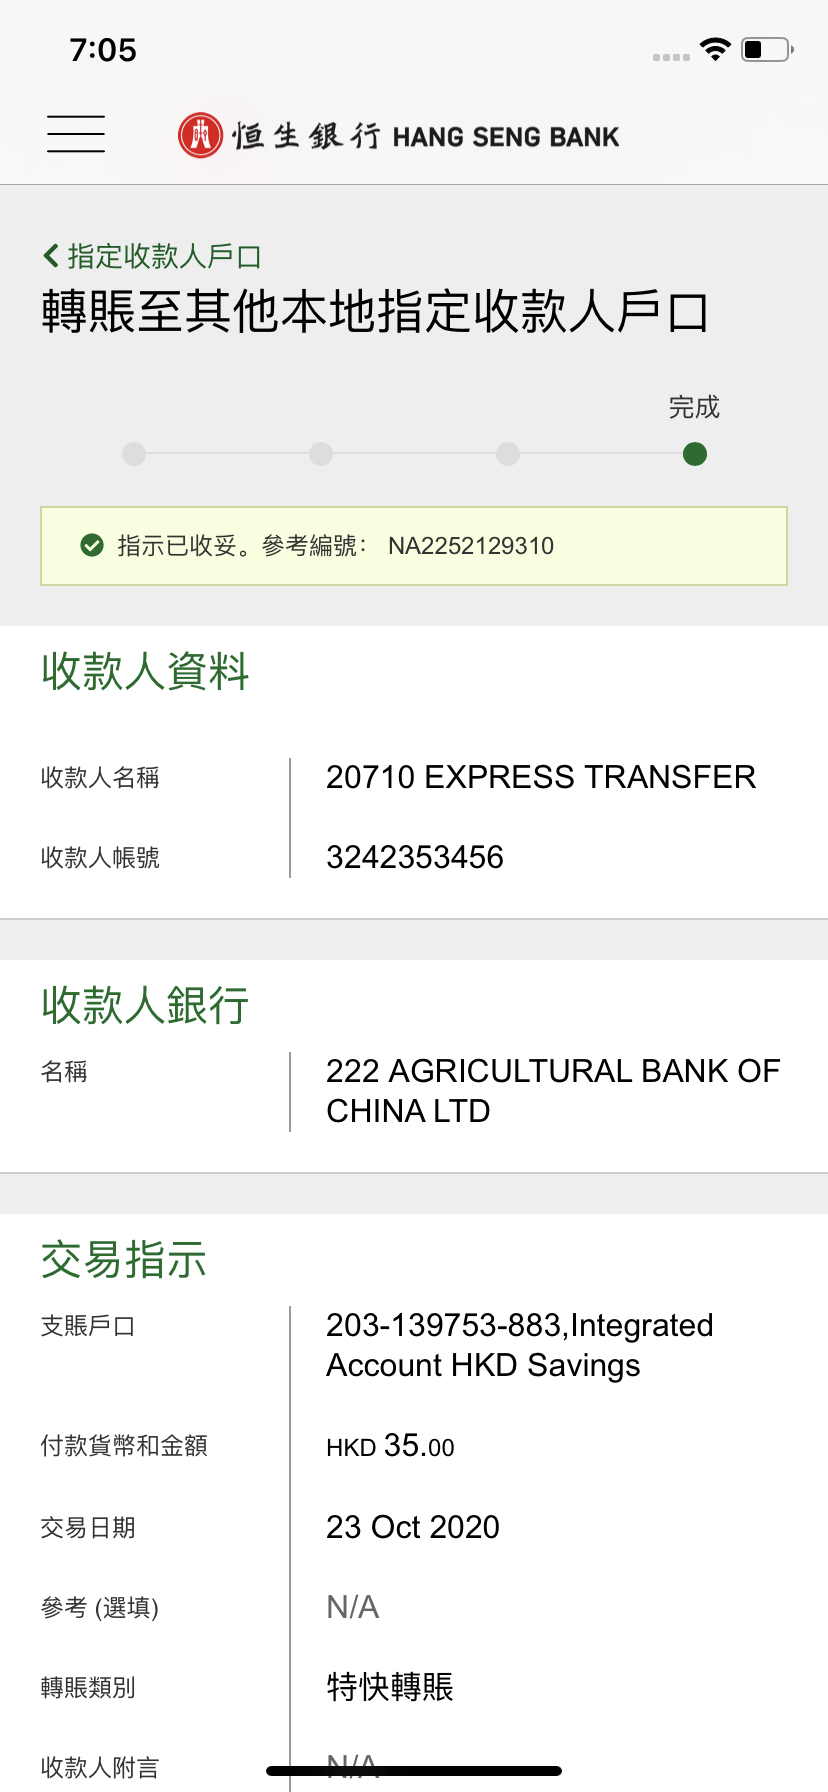 7:05
恒生銀行 HANG SENG BANK
指定收款人戶口
轉賬至其他本地指定收款人戶口
完成
指示已收妥。參考編號： NA2252129310
收款人資料
收款人名稱 20710 EXPRESS TRANSFER
收款人帳號 3242353456
收款人銀行
名稱 222 AGRICULTURAL BANK OF
CHINA LTD
交易指示
支賬戶口 203-139753-883,Integrated
Account HKD Savings
付款貨幣和金額 HKD 35.00
交易日期 23 Oct 2020
參考 (選填) N/A
轉賬類別 特快轉賬
收款人附言 N/A